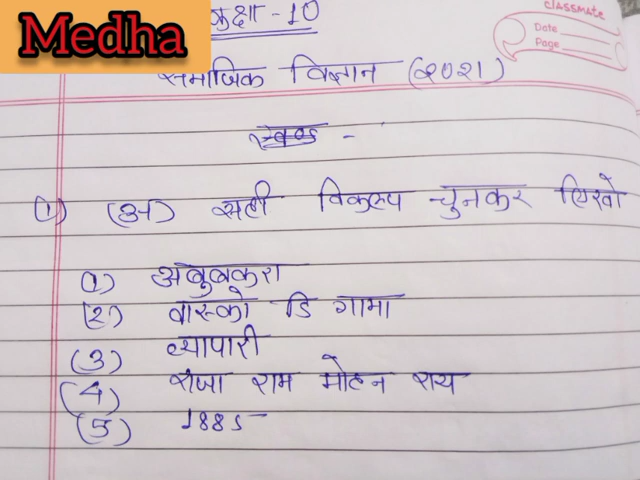 Medha
कक्षा - 10
classmate
Date
Page
सामाजिक विज्ञान (2021)
खण्ड -
1) (अ) सही विकल्प चुनकर लिखो
(1) अबुबकरा
(2) वास्को डि गामा
(3) व्यापारी
(4) राजा राम मोहन राय
(5) 1885